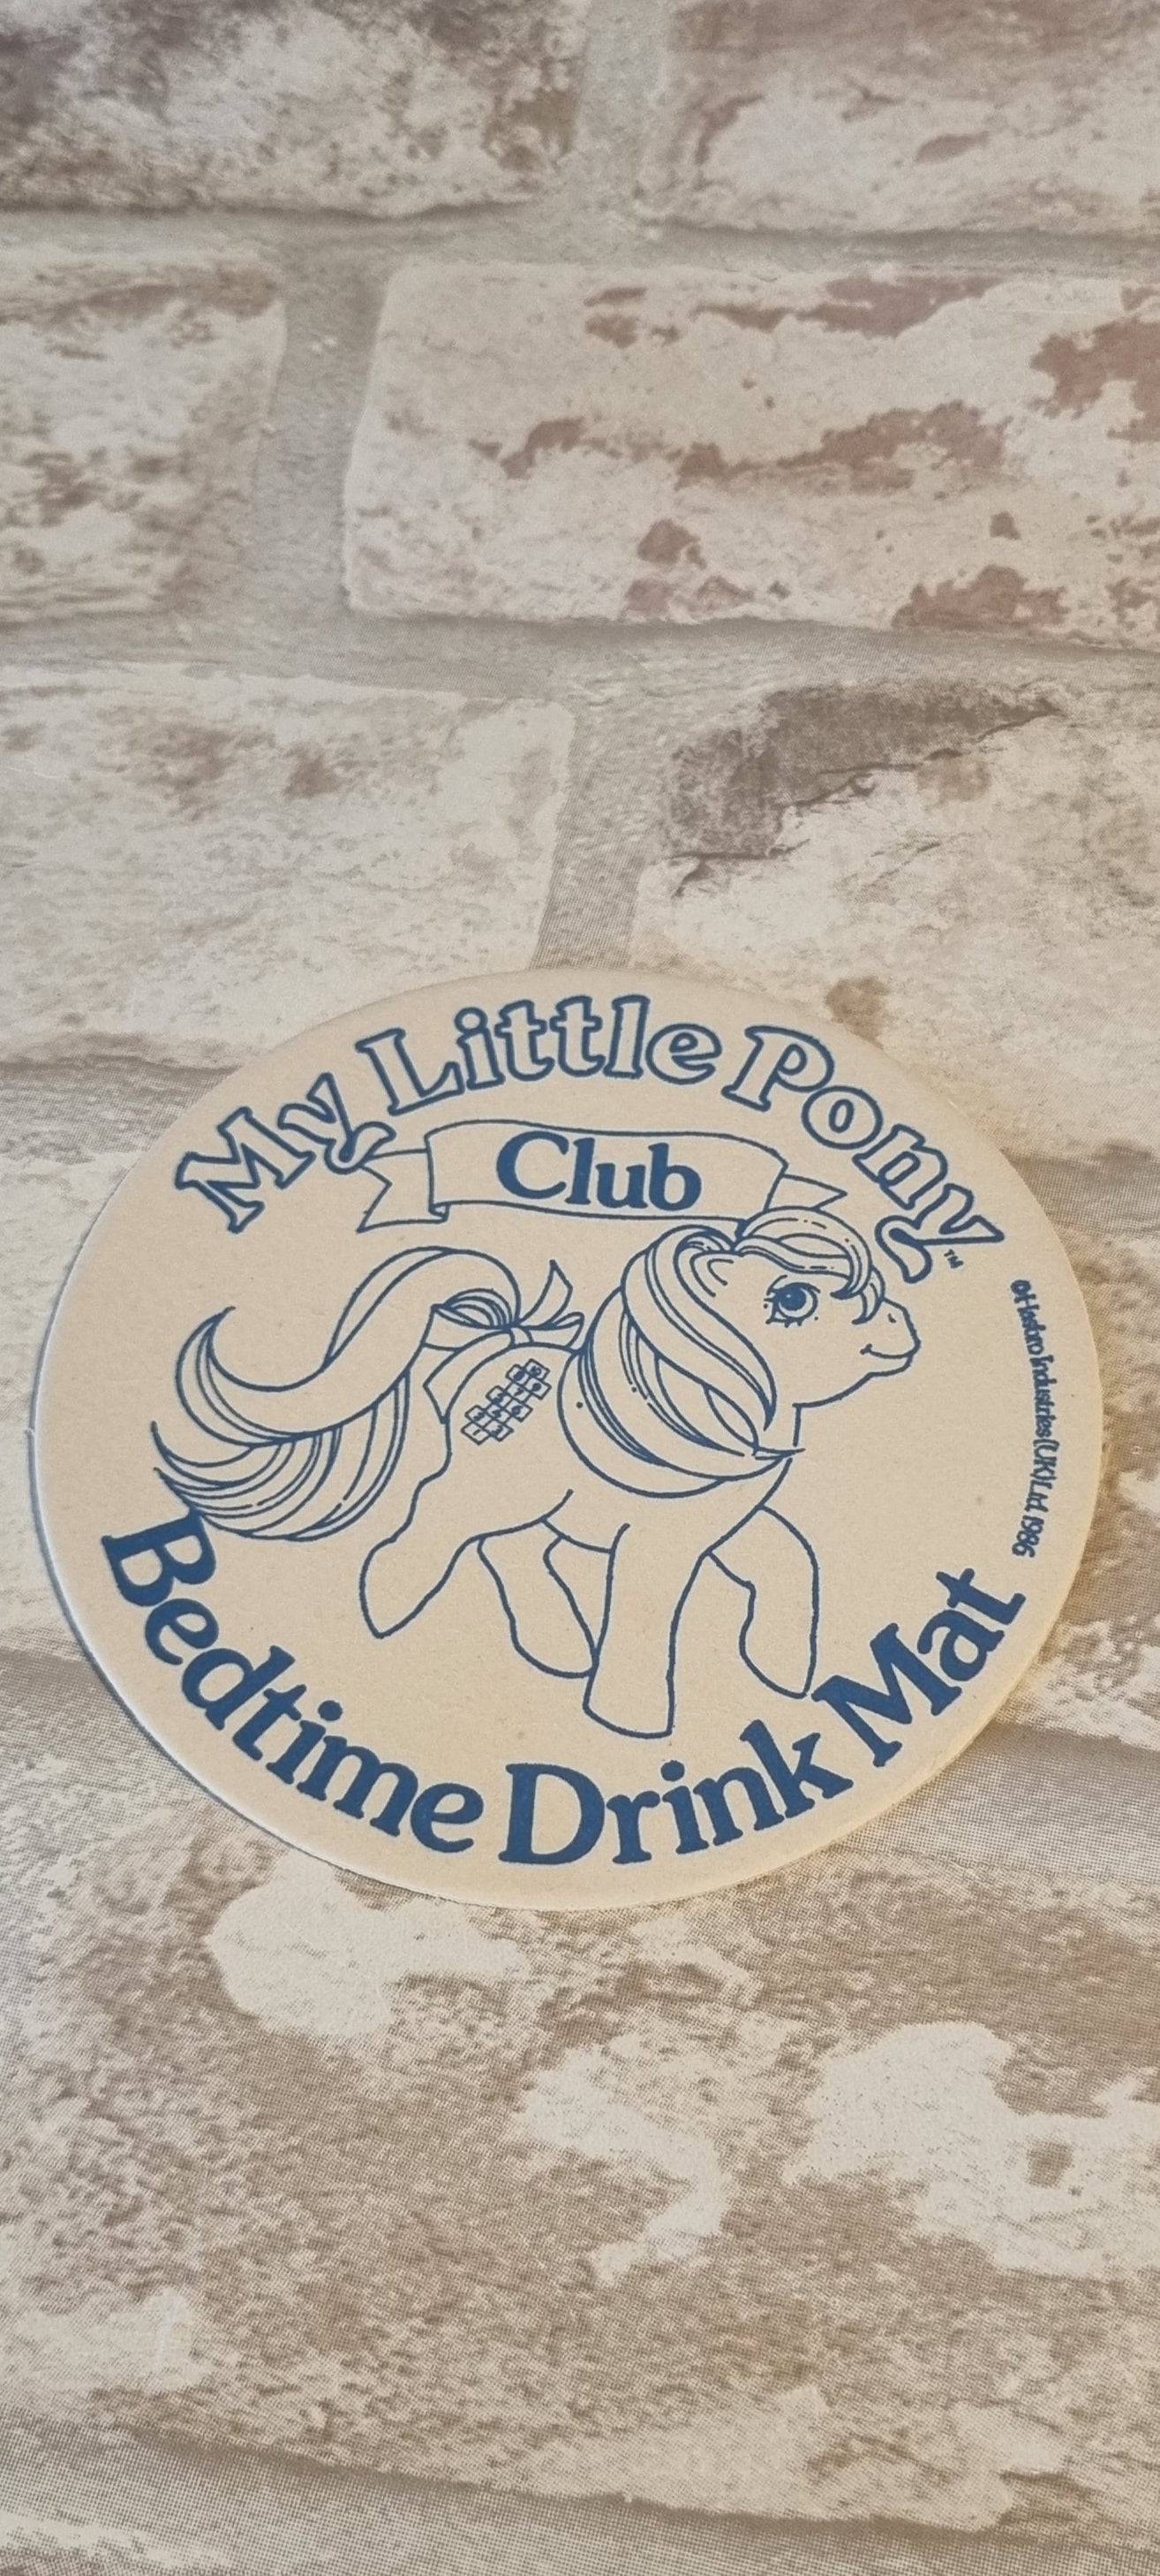 My Little Pony™
Club
© Hasbro Industries (UK) Ltd 1986
Bedtime Drink Mat